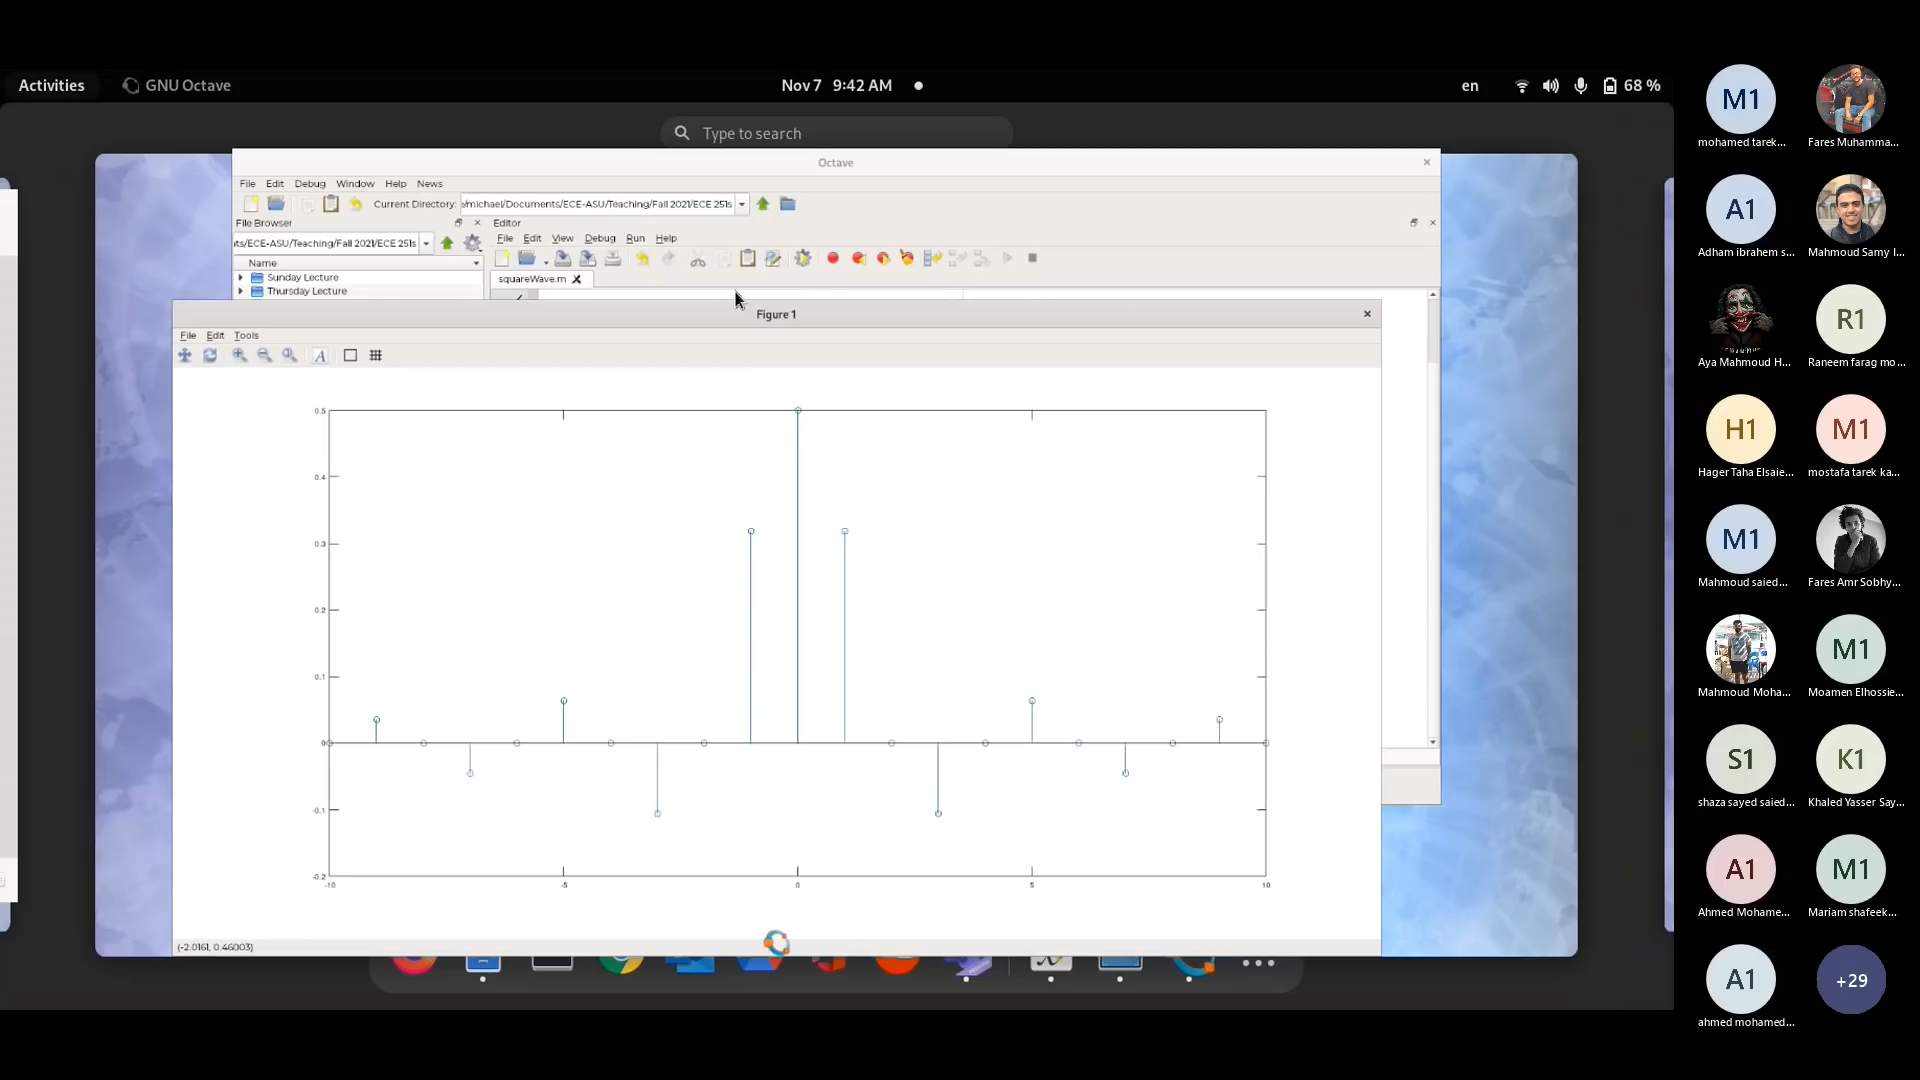 Activities
GNU Octave
Nov 7 9:42 AM
en
68 %
Type to search
Octave
File Edit Debug Window Help News
Current Directory: /michael/Documents/ECE-ASU/Teaching/Fall 2021/ECE 251s
File Browser
Editor
ts/ECE-ASU/Teaching/Fall 2021/ECE 251s
File Edit View Debug Run Help
Name
Sunday Lecture
Thursday Lecture
squareWave.m
Figure 1
File Edit Tools
A
0.5
0.4
0.3
0.2
0.1
0
-0.1
-0.2
-10 -5 0 5 10
(-2.0161, 0.46003)
M1
mohamed tarek...
Fares Muhamma...
A1
Adham ibrahem s...
Mahmoud Samy I...
Aya Mahmoud H...
R1
Raneem farag mo...
H1
Hager Taha Elsaie...
M1
mostafa tarek ka...
M1
Mahmoud saied...
Fares Amr Sobhy...
Mahmoud Moha...
M1
Moamen Elhossie...
S1
shaza sayed saied...
K1
Khaled Yasser Say...
A1
Ahmed Mohame...
M1
Mariam shafeek...
A1
ahmed mohamed...
+29